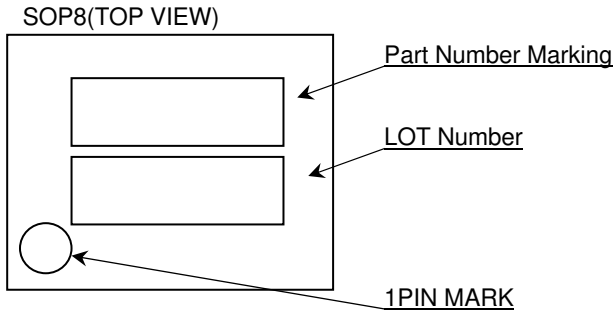 SOP8(TOP VIEW)
Part Number Marking
LOT Number
1PIN MARK